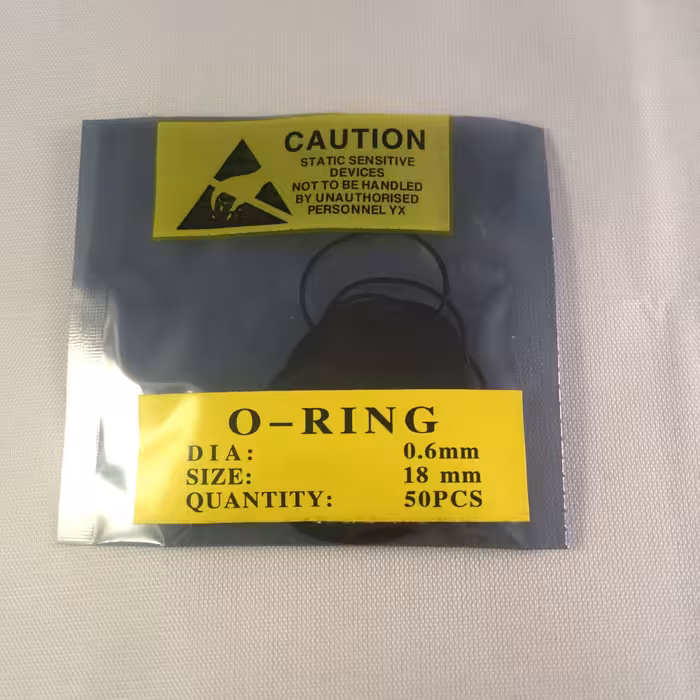 CAUTION
STATIC SENSITIVE
DEVICES
NOT TO BE HANDLED
BY UNAUTHORISED
PERSONNEL YX
O-RING
DIA: 0.6mm
SIZE: 18 mm
QUANTITY: 50PCS